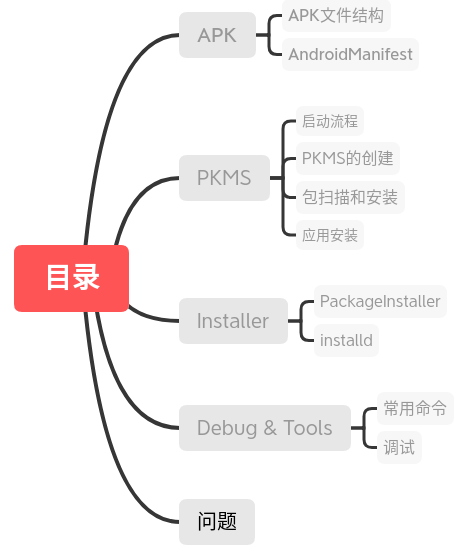 目录
APK
APK文件结构
AndroidManifest
PKMS
启动流程
PKMS的创建
包扫描和安装
应用安装
Installer
PackageInstaller
installd
Debug & Tools
常用命令
调试
问题